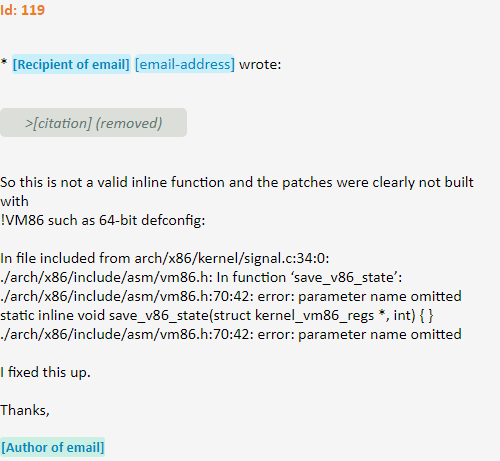 Id: 119
* [Recipient of email] [email-address] wrote:
>[citation] (removed)
So this is not a valid inline function and the patches were clearly not built
with
!VM86 such as 64-bit defconfig:
In file included from arch/x86/kernel/signal.c:34:0:
./arch/x86/include/asm/vm86.h: In function ‘save_v86_state’:
./arch/x86/include/asm/vm86.h:70:42: error: parameter name omitted
static inline void save_v86_state(struct kernel_vm86_regs *, int) { }
./arch/x86/include/asm/vm86.h:70:42: error: parameter name omitted
I fixed this up.
Thanks,
[Author of email]